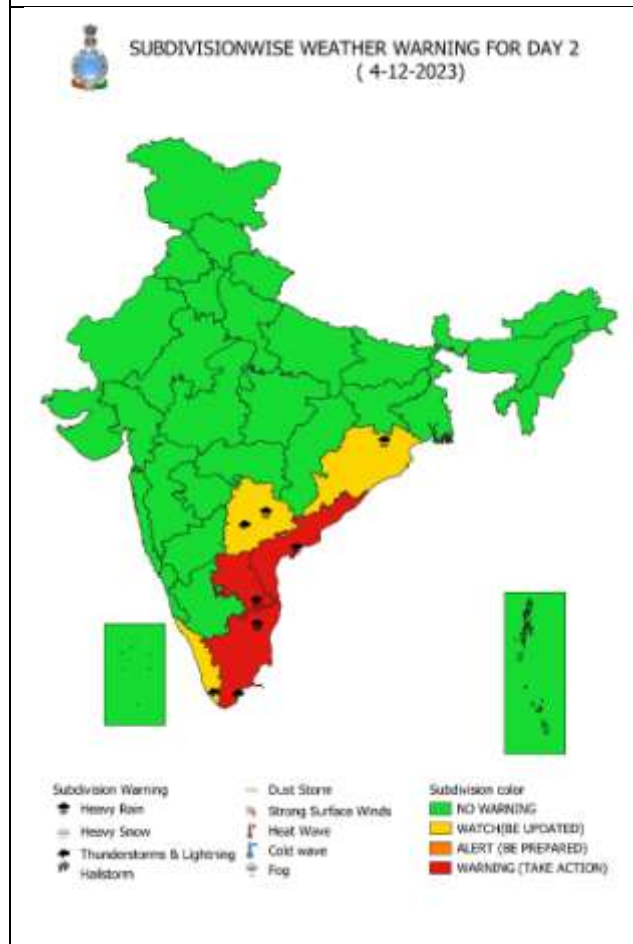 SUBDIVISIONWISE WEATHER WARNING FOR DAY 2
( 4-12-2023)
Subdivision Warning
Heavy Rain
Heavy Snow
Thunderstorms & Lightning
Hailstorm
Dust Storm
Strong Surface Winds
Heat Wave
Cold wave
Fog
Subdivision color
NO WARNING
WATCH(BE UPDATED)
ALERT (BE PREPARED)
WARNING (TAKE ACTION)